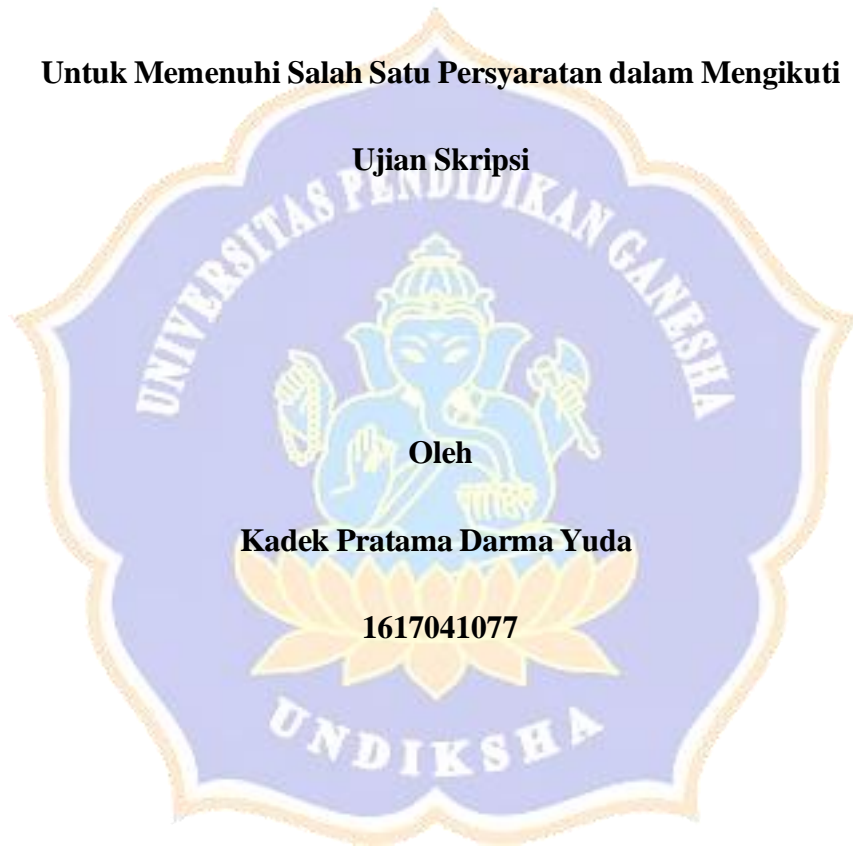 Untuk Memenuhi Salah Satu Persyaratan dalam Mengikuti
Ujian Skripsi
UNIVERSITAS PENDIDIKAN GANESHA
Oleh
Kadek Pratama Darma Yuda
1617041077
UNDIKSHA